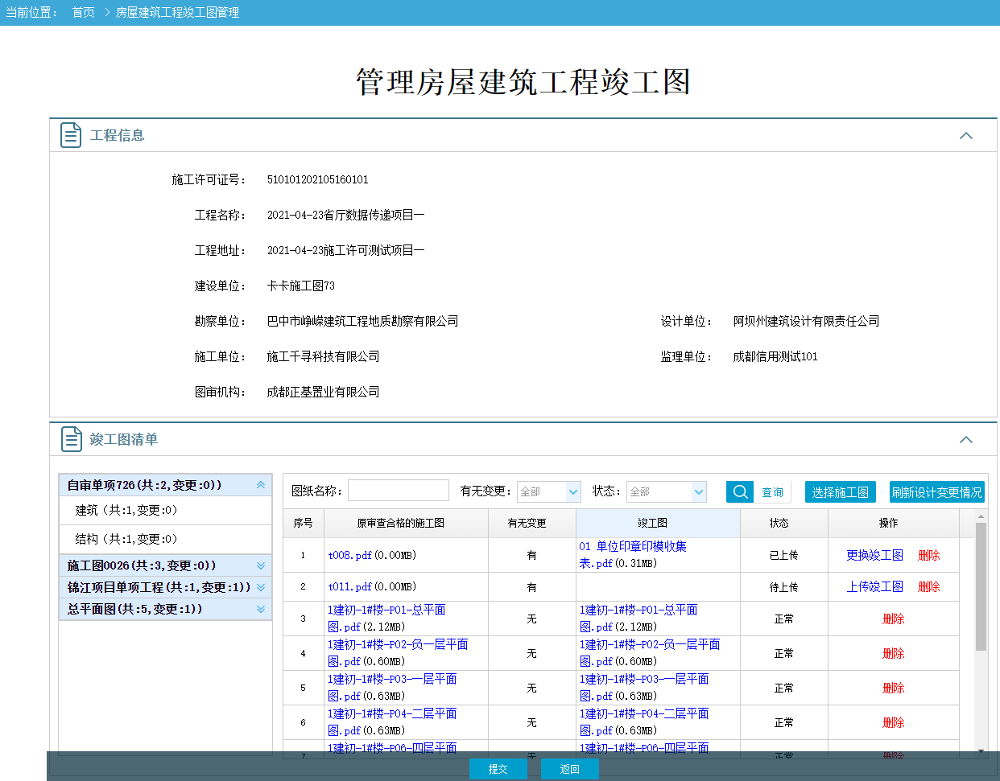 当前位置： 首页 > 房屋建筑工程竣工图管理
管理房屋建筑工程竣工图
工程信息
施工许可证号： 510101202105160101
工程名称： 2021-04-23省厅数据传递项目一
工程地址： 2021-04-23施工许可测试项目一
建设单位： 卡卡施工图73
勘察单位： 巴中市峥嵘建筑工程地质勘察有限公司 设计单位： 阿坝州建筑设计有限责任公司
施工单位： 施工千寻科技有限公司 监理单位： 成都信用测试101
图审机构： 成都正基置业有限公司
竣工图清单
自审单项726(共:2,变更:0))
建筑（共:1,变更:0）
结构（共:1,变更:0）
施工图0026(共:3,变更:0))
锦江项目单项工程(共:1,变更:1))
总平面图(共:5,变更:1))
图纸名称： 有无变更： 全部 状态： 全部 查询 选择施工图 刷新设计变更情况
序号 原审查合格的施工图 有无变更 竣工图 状态 操作
1 t008.pdf(0.00MB) 有 01 单位印章印模收集
表.pdf(0.31MB) 已上传 更换竣工图 删除
2 t011.pdf(0.00MB) 有 待上传 上传竣工图 删除
3 1建初-1#楼-P01-总平面 无 1建初-1#楼-P01-总平面 正常 删除
图.pdf(2.12MB) 图.pdf(2.12MB)
4 1建初-1#楼-P02-负一层平面 无 1建初-1#楼-P02-负一层平面 正常 删除
图.pdf(0.60MB) 图.pdf(0.60MB)
5 1建初-1#楼-P03-一层平面 无 1建初-1#楼-P03-一层平面 正常 删除
图.pdf(0.63MB) 图.pdf(0.63MB)
6 1建初-1#楼-P04-二层平面 无 1建初-1#楼-P04-二层平面 正常 删除
图.pdf(0.63MB) 图.pdf(0.63MB)
7 1建初-1#楼-P06-四层平面 无 1建初-1#楼-P06-四层平面 正常 删除
提交 返回